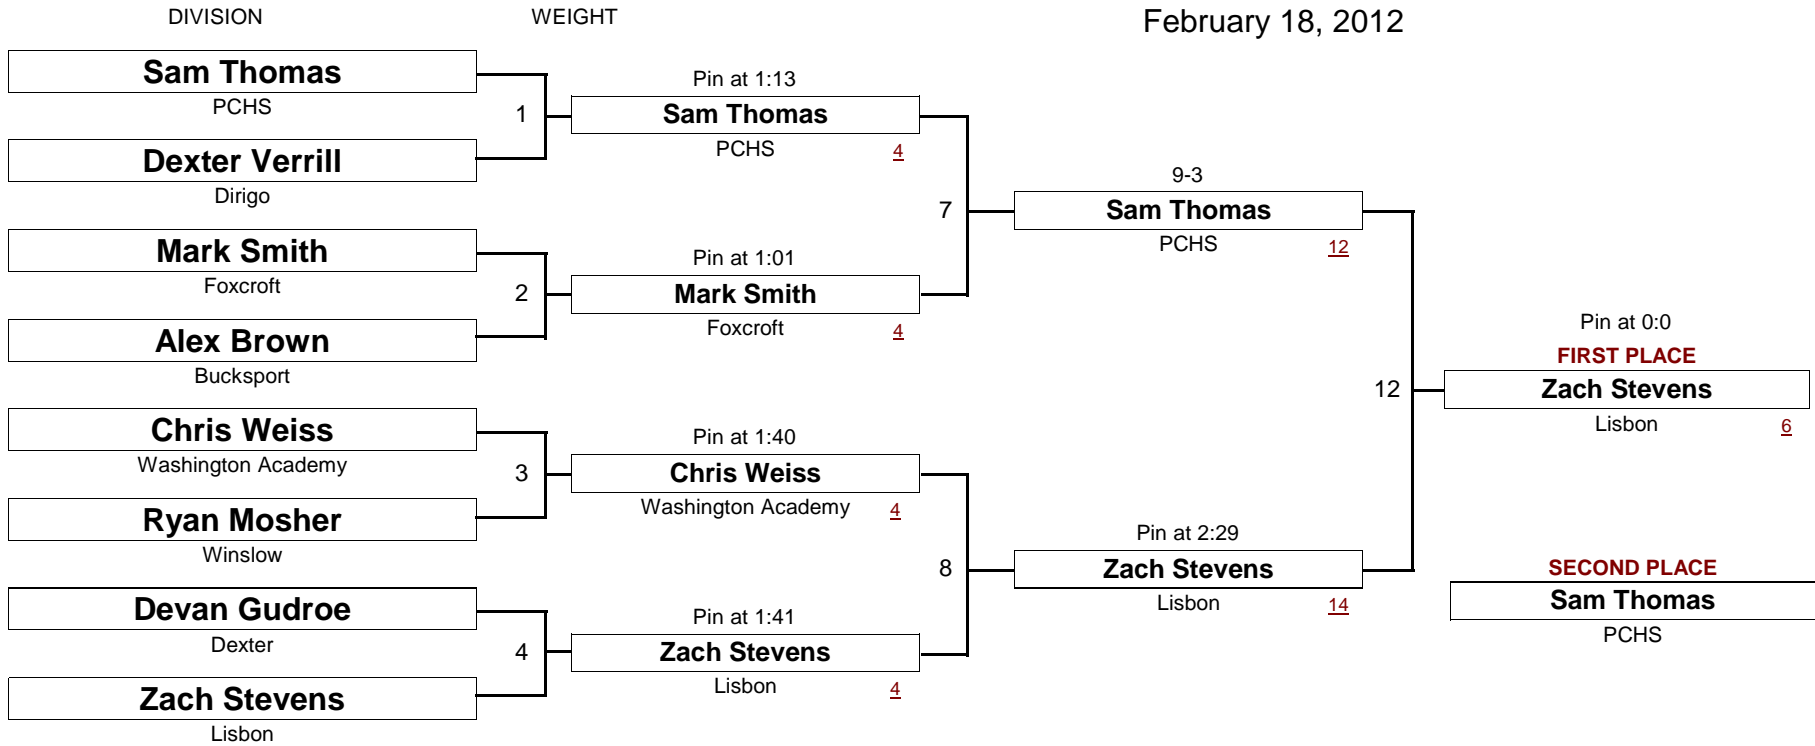 DIVISION
WEIGHT
February 18, 2012
Sam Thomas
PCHS
1
Dexter Verrill
Dirigo
Mark Smith
Foxcroft
2
Alex Brown
Bucksport
Chris Weiss
Washington Academy
3
Ryan Mosher
Winslow
Devan Gudroe
Dexter
4
Zach Stevens
Lisbon
Pin at 1:13
Sam Thomas
PCHS 4
7
Pin at 1:01
Mark Smith
Foxcroft 4
Pin at 1:40
Chris Weiss
Washington Academy 4
8
Pin at 1:41
Zach Stevens
Lisbon 4
9-3
Sam Thomas
PCHS 12
12
Pin at 2:29
Zach Stevens
Lisbon 14
Pin at 0:0
FIRST PLACE
Zach Stevens
Lisbon 6
SECOND PLACE
Sam Thomas
PCHS